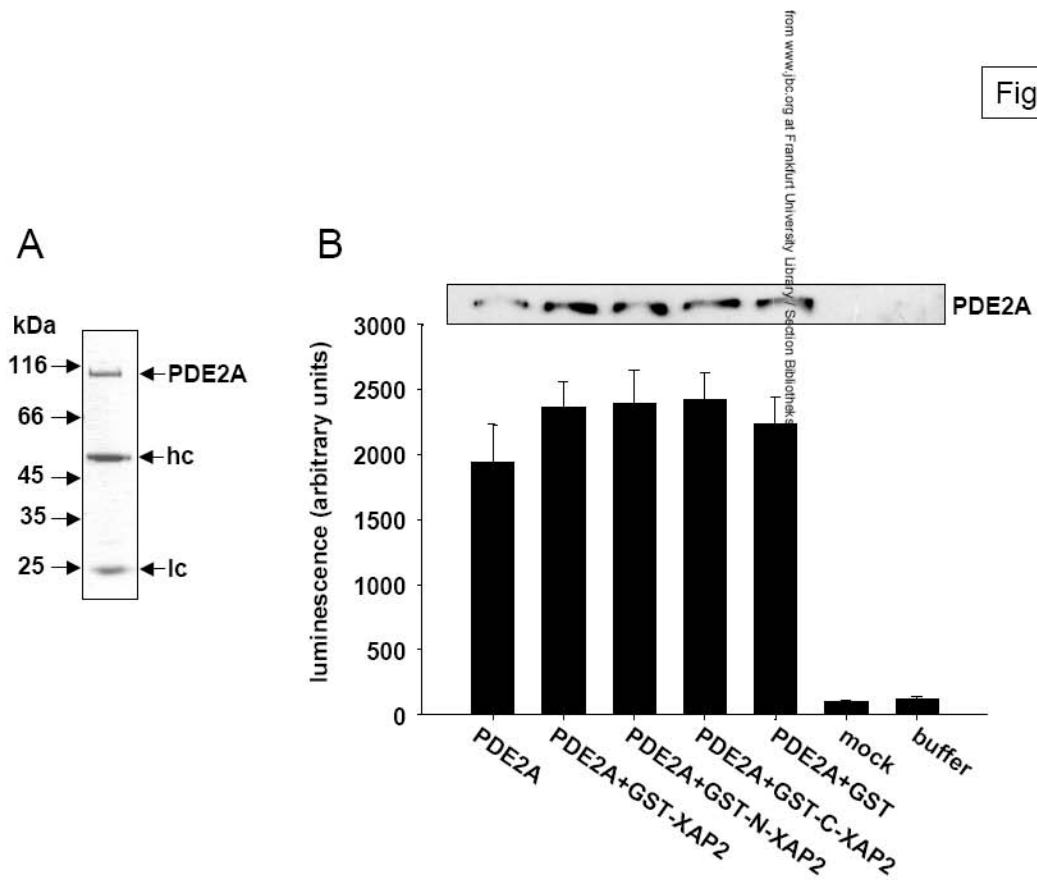 from www.jbc.org at Frankfurt University Library/ Section Bibliotheks
Fig
A
kDa
116
66
45
35
25
PDE2A
hc
lc
B
PDE2A
luminescence (arbitrary units)
3000
2500
2000
1500
1000
500
0
PDE2A
PDE2A+GST-XAP2
PDE2A+GST-N-XAP2
PDE2A+GST-C-XAP2
PDE2A+GST
mock
buffer